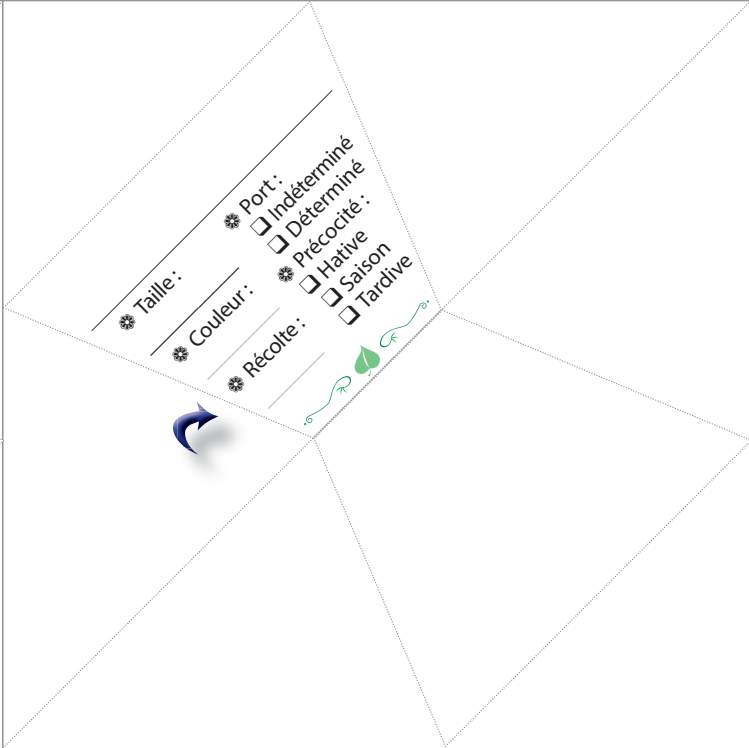 Taille :
Couleur :
Récolte :
Port :
❑ Indéterminé
❑ Déterminé
Précocité :
❑ Hative
❑ Saison
❑ Tardive